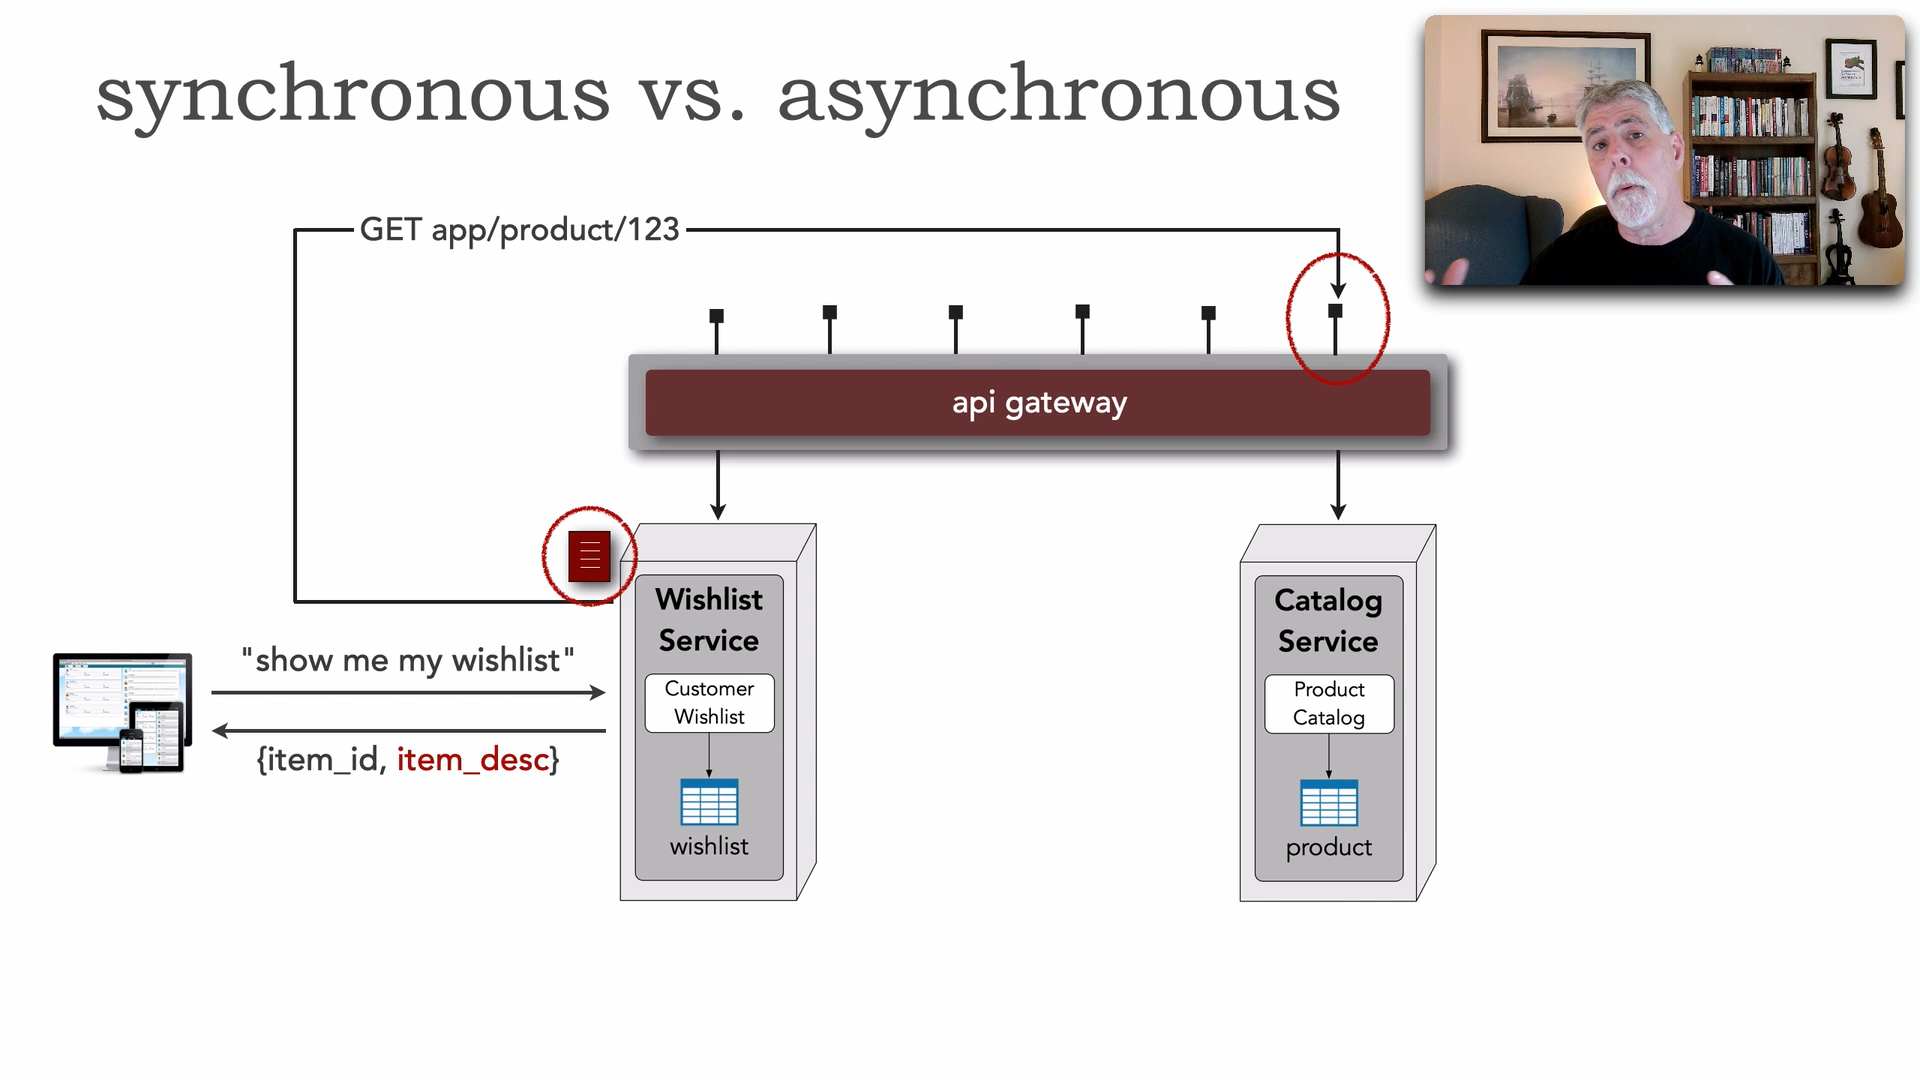 synchronous vs. asynchronous
GET app/product/123
api gateway
Wishlist
Service
Customer
Wishlist
wishlist
Catalog
Service
Product
Catalog
product
"show me my wishlist"
{item_id, item_desc}